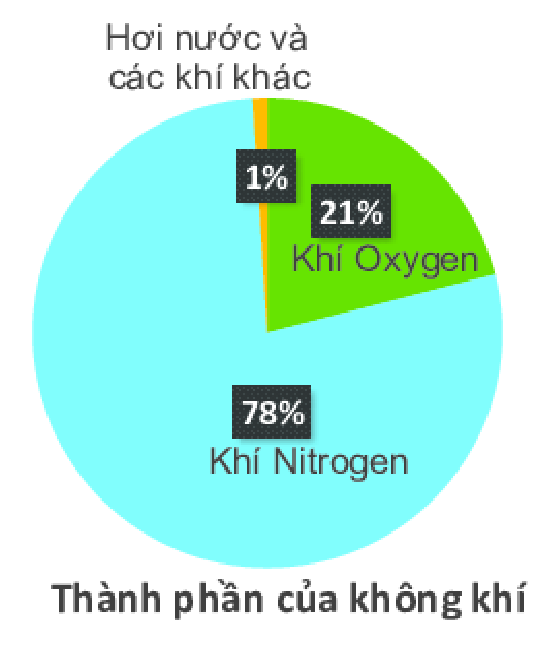 Hơi nước và
các khí khác
1%
21%
Khí Oxygen
78%
Khí Nitrogen
Thành phần của không khí